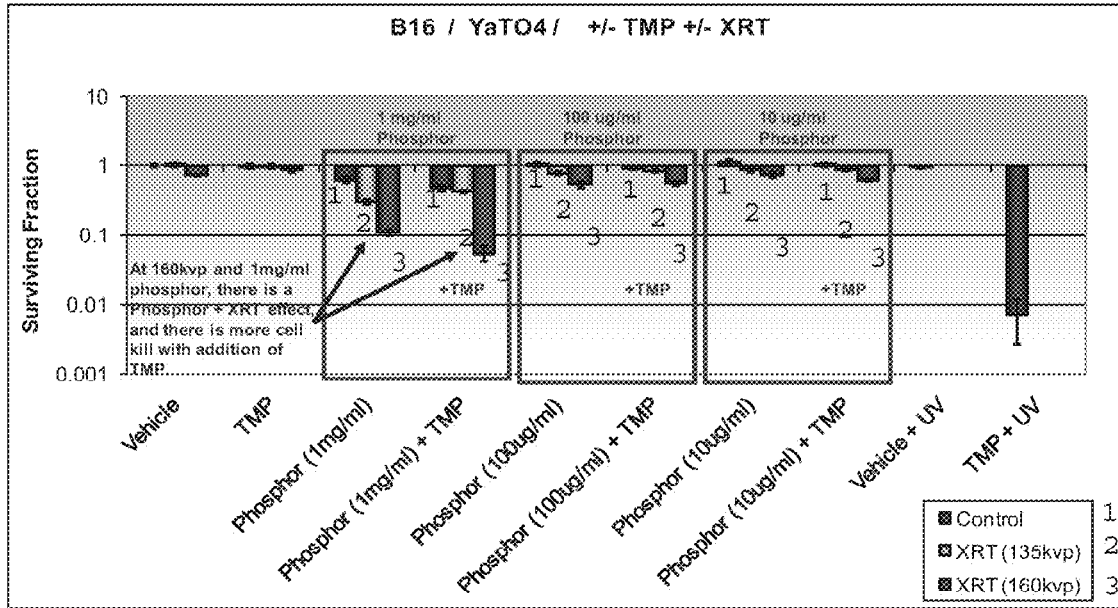 B16 / YaTO4 / +/- TMP +/- XRT
Surviving Fraction
10
1
0.1
0.01
0.001
1 mg/ml
Phosphor
100 ug/ml
Phosphor
10 ug/ml
Phosphor
1
2
3
1
2
3
+TMP
1
2
3
1
2
3
+TMP
1
2
3
1
2
3
+TMP
At 160kvp and 1mg/ml
phosphor, there is a
Phosphor + XRT effect,
and there is more cell
kill with addition of
TMP
Vehicle
TMP
Phosphor (1mg/ml)
Phosphor (1mg/ml) + TMP
Phosphor (100ug/ml)
Phosphor (100ug/ml) + TMP
Phosphor (10ug/ml)
Phosphor (10ug/ml) + TMP
Vehicle + UV
TMP + UV
Control 1
XRT (135kvp) 2
XRT (160kvp) 3